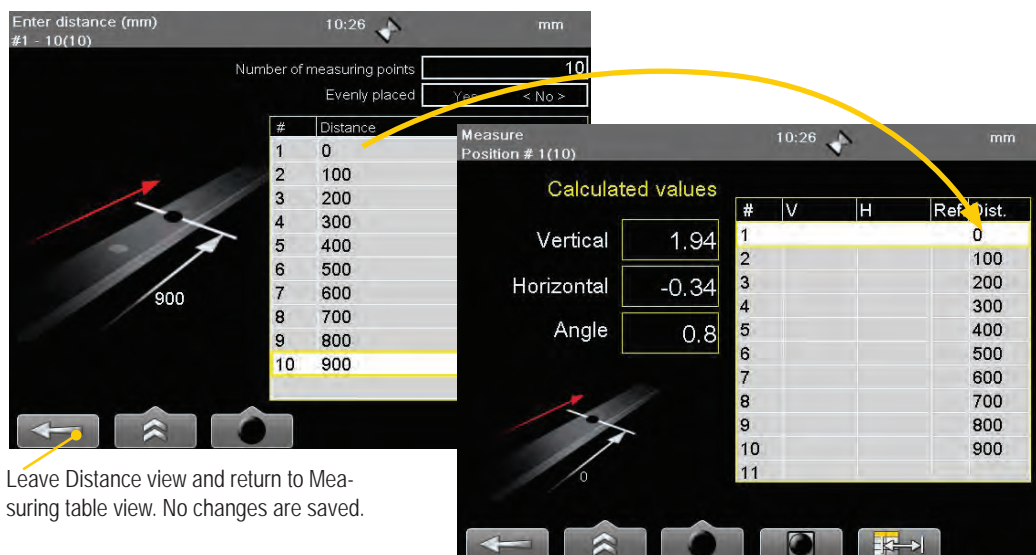 Enter distance (mm) 10:26 mm
#1 - 10(10)
Number of measuring points 10
Evenly placed Yes < No >
# Distance
1 0
2 100
3 200
4 300
5 400
6 500
7 600
8 700
9 800
10 900
900
Leave Distance view and return to Mea-
suring table view. No changes are saved.
Measure 10:26 mm
Position # 1(10)
Calculated values
Vertical 1.94
Horizontal -0.34
Angle 0.8
# V H Ref Dist.
1 0
2 100
3 200
4 300
5 400
6 500
7 600
8 700
9 800
10 900
11
0